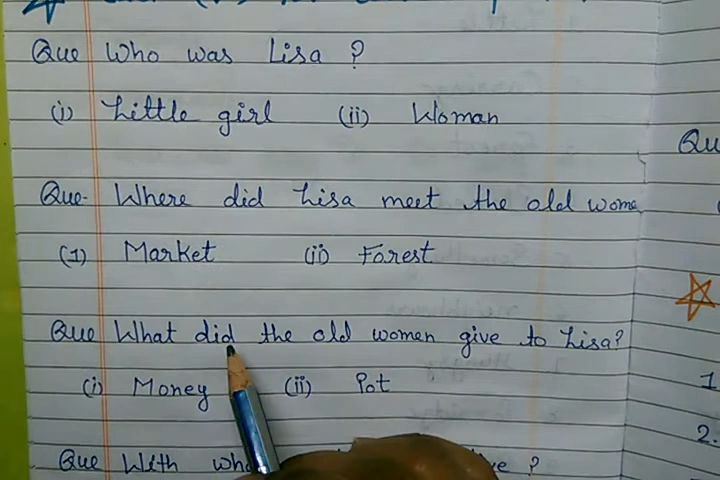 Que Who was Lisa ?
(i) Little girl (ii) Woman
Que- Where did Lisa meet the old wome
(1) Market (ii) Forest
Que What did the old women give to Lisa?
(i) Money (ii) Pot
Que With ?
Qu
1
2.